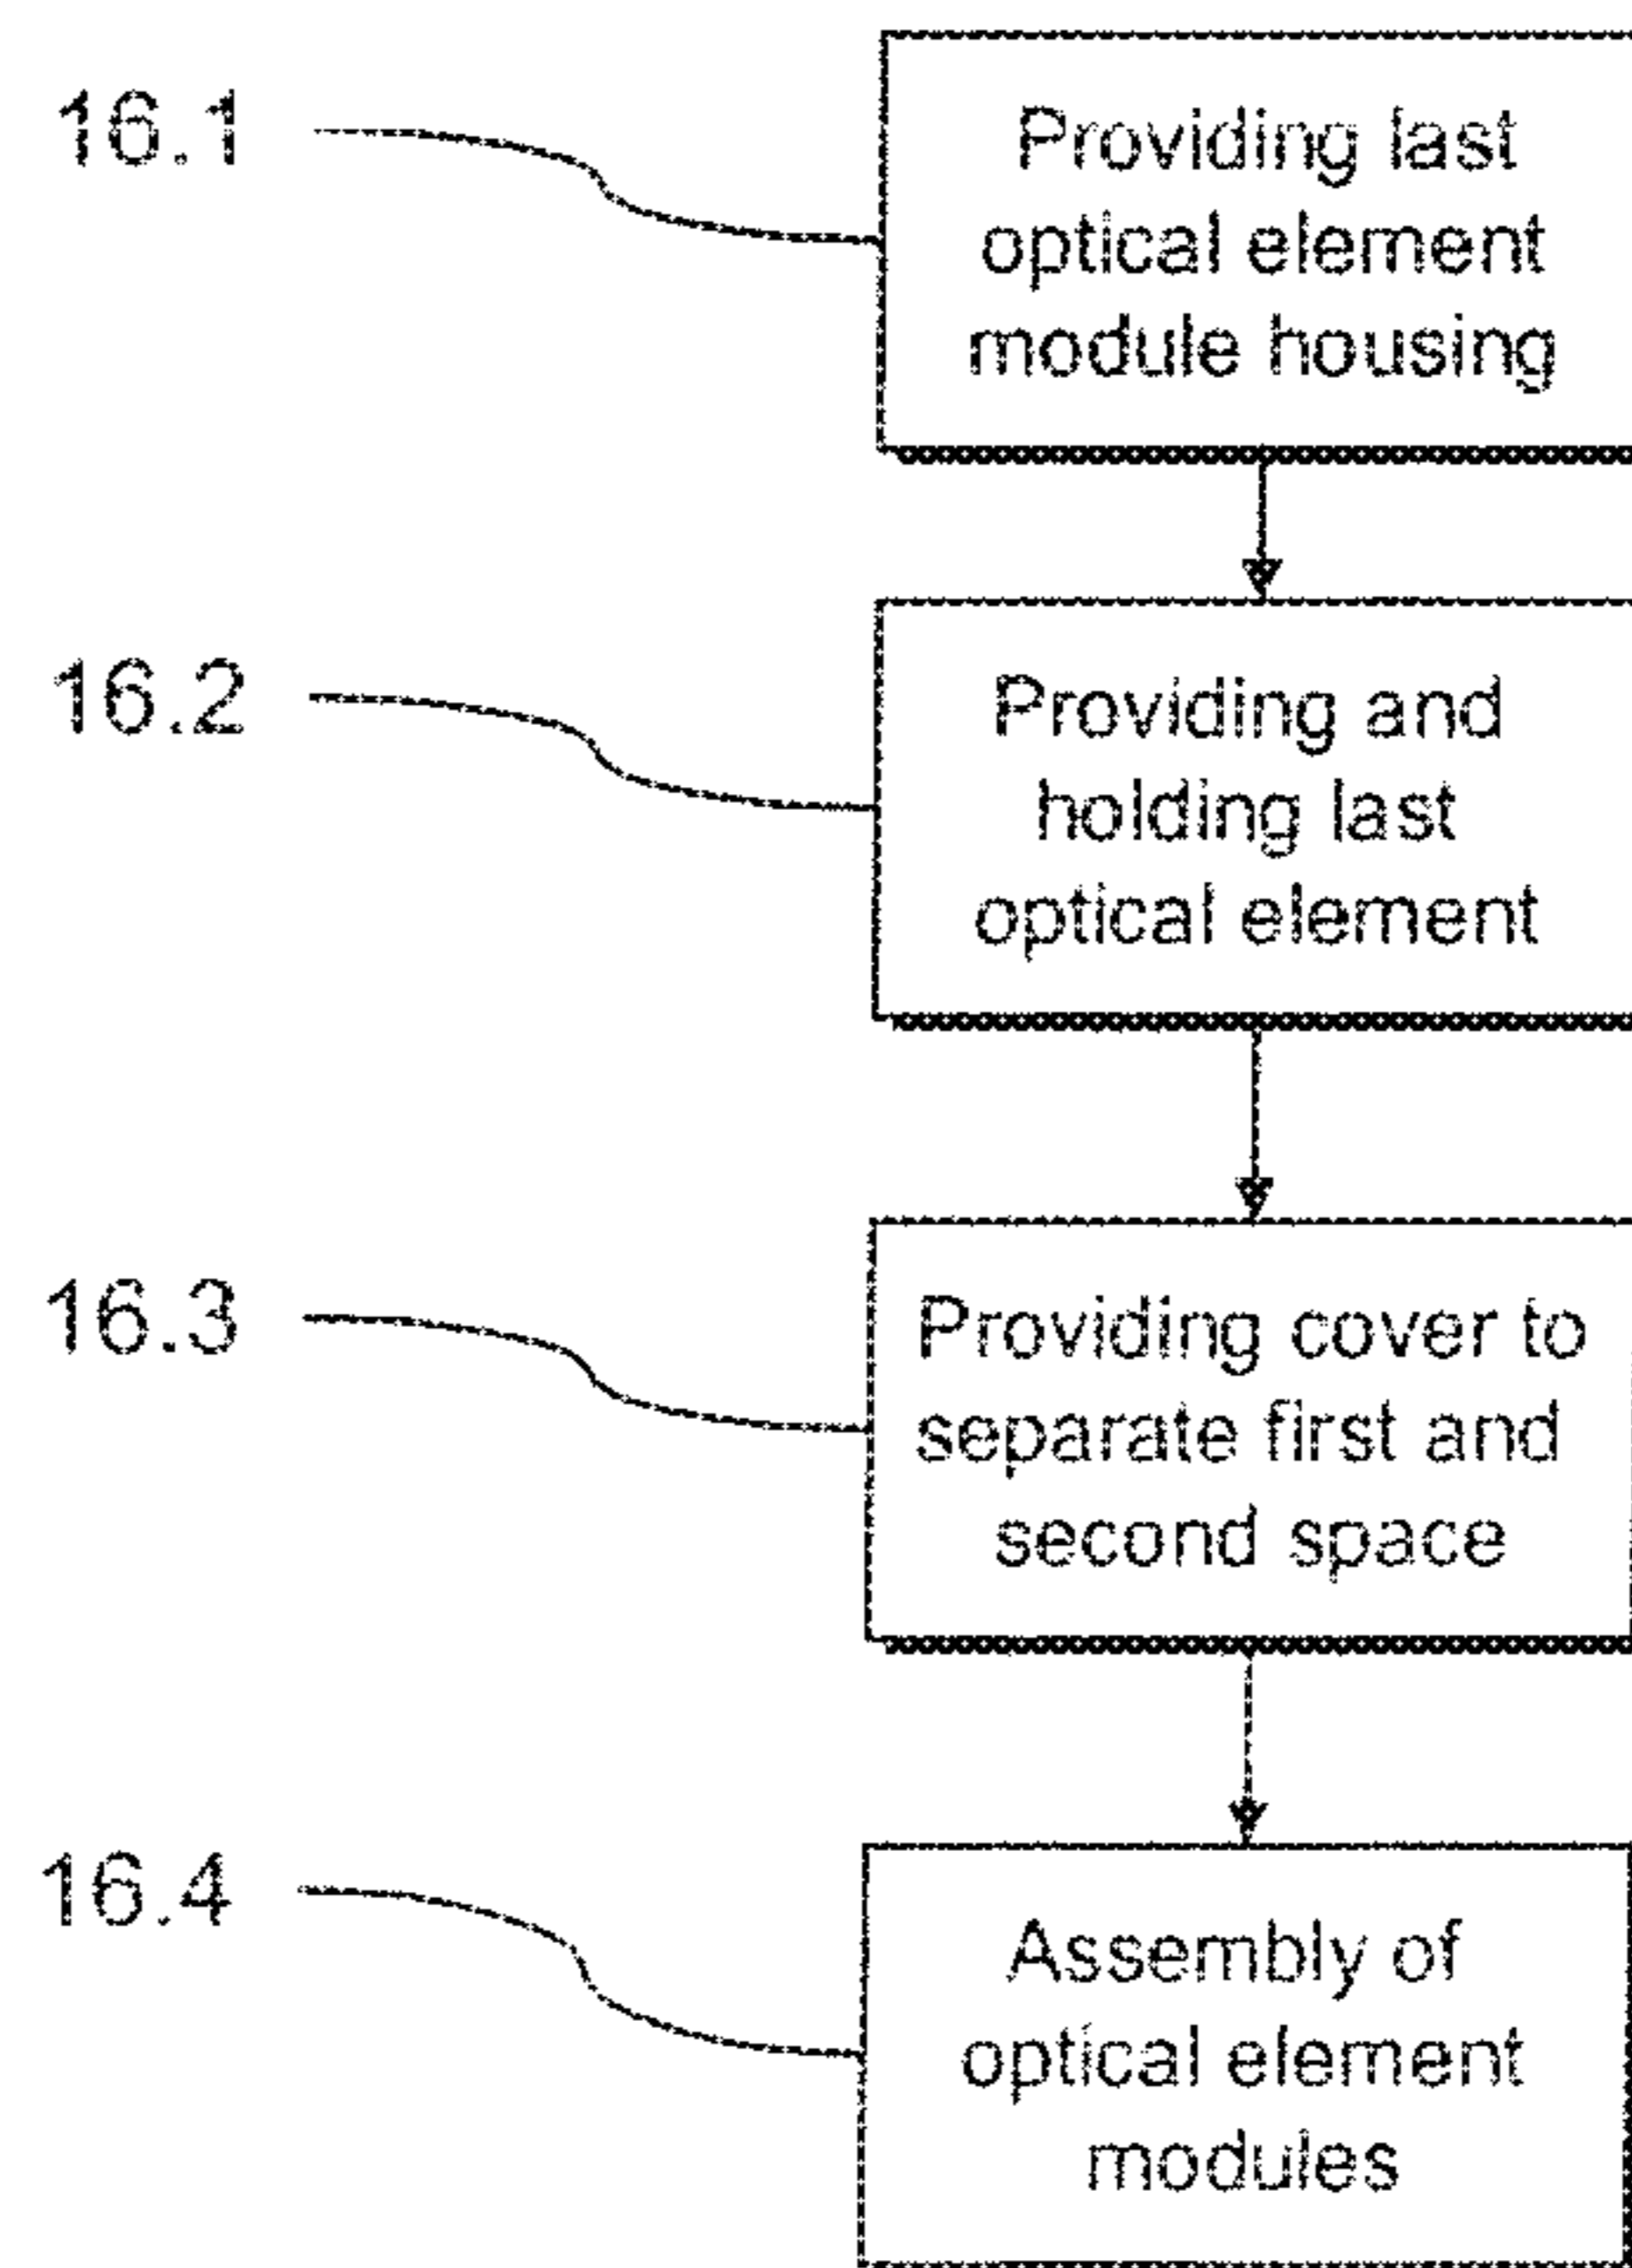 16.1
Providing last
optical element
module housing
16.2
Providing and
holding last
optical element
16.3
Providing cover to
separate first and
second space
16.4
Assembly of
optical element
modules